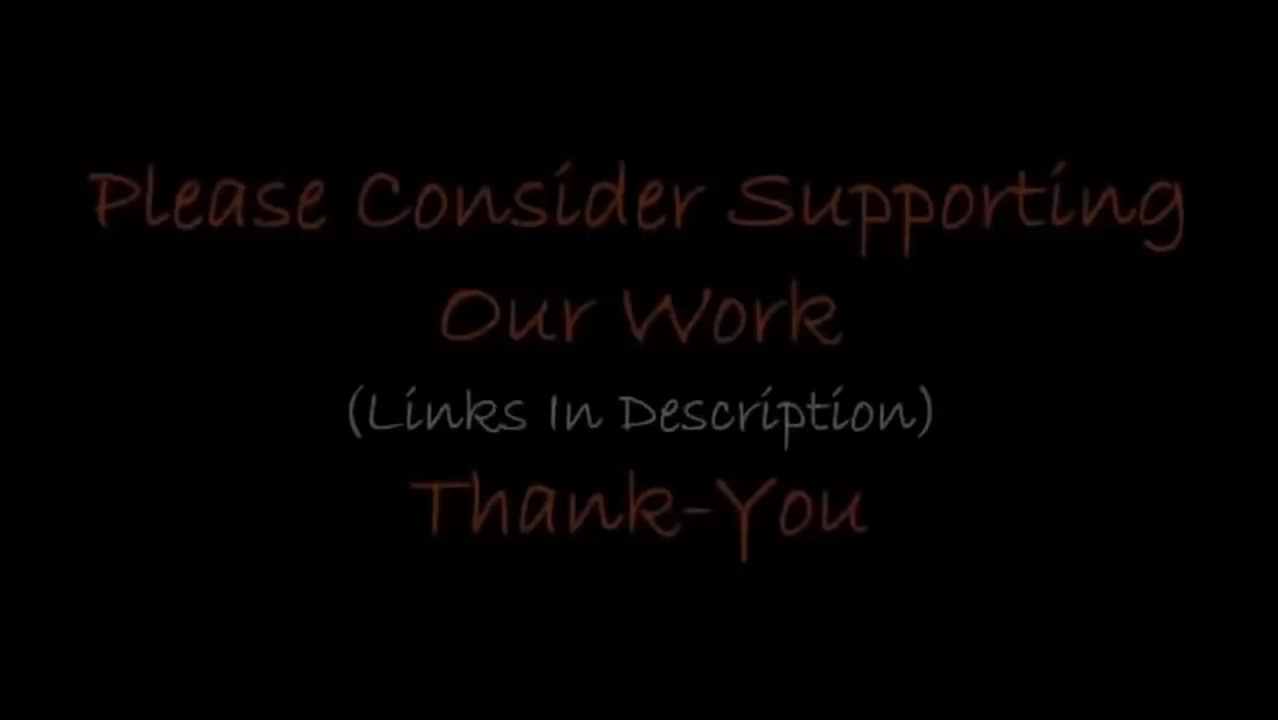 Please Consider Supporting
Our Work
(Links In Description)
Thank-You